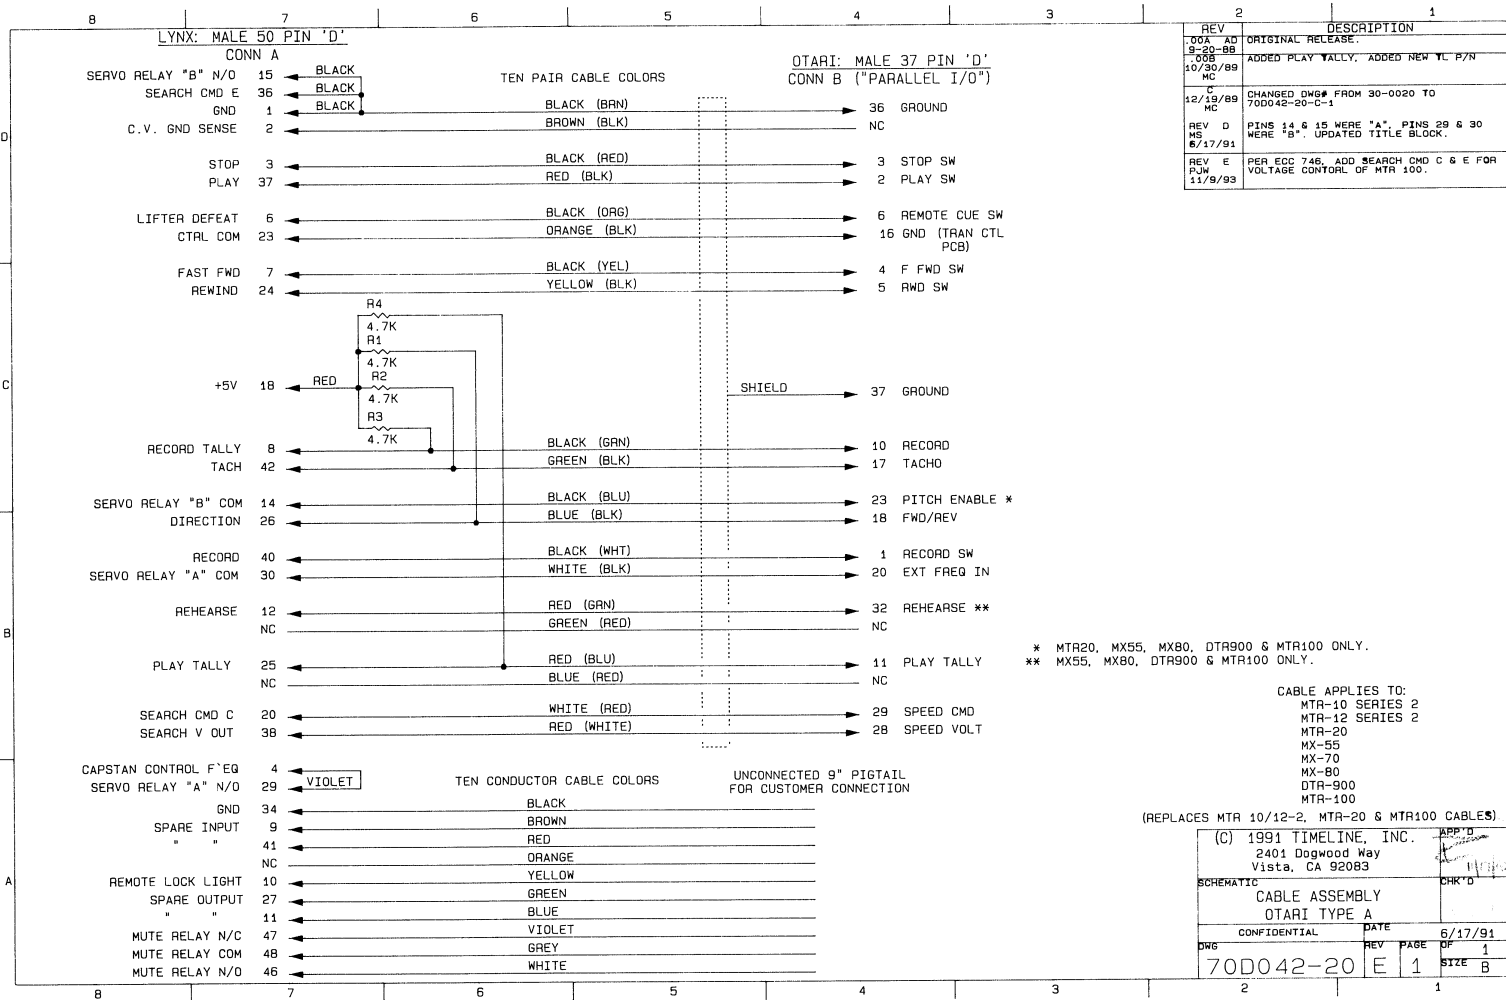 8 7 6 5 4 3 2 1
LYNX: MALE 50 PIN 'D'
CONN A
TEN PAIR CABLE COLORS
OTARI: MALE 37 PIN 'D'
CONN B ("PARALLEL I/O")
SERVO RELAY "B" N/O 15 BLACK
SEARCH CMD E 36 BLACK
GND 1 BLACK BLACK (BRN) 36 GROUND
C.V. GND SENSE 2 BROWN (BLK) NC
STOP 3 BLACK (RED) 3 STOP SW
PLAY 37 RED (BLK) 2 PLAY SW
LIFTER DEFEAT 6 BLACK (ORG) 6 REMOTE CUE SW
CTRL COM 23 ORANGE (BLK) 16 GND (TRAN CTL
PCB)
FAST FWD 7 BLACK (YEL) 4 F FWD SW
REWIND 24 YELLOW (BLK) 5 RWD SW
R4
4.7K
R1
4.7K
+5V 18 RED R2 SHIELD 37 GROUND
4.7K
R3
4.7K
RECORD TALLY 8 BLACK (GRN) 10 RECORD
TACH 42 GREEN (BLK) 17 TACHO
SERVO RELAY "B" COM 14 BLACK (BLU) 23 PITCH ENABLE *
DIRECTION 26 BLUE (BLK) 18 FWD/REV
RECORD 40 BLACK (WHT) 1 RECORD SW
SERVO RELAY "A" COM 30 WHITE (BLK) 20 EXT FREQ IN
REHEARSE 12 RED (GRN) 32 REHEARSE **
NC GREEN (RED) NC
PLAY TALLY 25 RED (BLU) 11 PLAY TALLY
NC BLUE (RED) NC
SEARCH CMD C 20 WHITE (RED) 29 SPEED CMD
SEARCH V OUT 38 RED (WHITE) 28 SPEED VOLT
CAPSTAN CONTROL F`EQ 4
SERVO RELAY "A" N/O 29 VIOLET
TEN CONDUCTOR CABLE COLORS
UNCONNECTED 9" PIGTAIL
FOR CUSTOMER CONNECTION
GND 34 BLACK
SPARE INPUT 9 BROWN
" " 41 RED
NC ORANGE
REMOTE LOCK LIGHT 10 YELLOW
SPARE OUTPUT 27 GREEN
" " 11 BLUE
MUTE RELAY N/C 47 VIOLET
MUTE RELAY COM 48 GREY
MUTE RELAY N/O 46 WHITE
REV DESCRIPTION
.00A AD ORIGINAL RELEASE.
9-20-88
.00B ADDED PLAY TALLY, ADDED NEW TL P/N
10/30/89
MC
C CHANGED DWG# FROM 30-0020 TO
12/19/89 70D042-20-C-1
MC
REV D PINS 14 & 15 WERE "A", PINS 29 & 30
MS WERE "B". UPDATED TITLE BLOCK.
6/17/91
REV E PER ECC 746, ADD SEARCH CMD C & E FOR
PJW VOLTAGE CONTORL OF MTR 100.
11/9/93
* MTR20, MX55, MX80, DTR900 & MTR100 ONLY.
** MX55, MX80, DTR900 & MTR100 ONLY.
CABLE APPLIES TO:
MTR-10 SERIES 2
MTR-12 SERIES 2
MTR-20
MX-55
MX-70
MX-80
DTR-900
MTR-100
(REPLACES MTR 10/12-2, MTR-20 & MTR100 CABLES)
(C) 1991 TIMELINE, INC.
2401 Dogwood Way
Vista, CA 92083
APP'D
SCHEMATIC
CABLE ASSEMBLY
OTARI TYPE A
CHK'D
CONFIDENTIAL DATE 6/17/91
DWG 70D042-20 REV E PAGE 1 OF 1
SIZE B
D
C
B
A
8 7 6 5 4 3 2 1